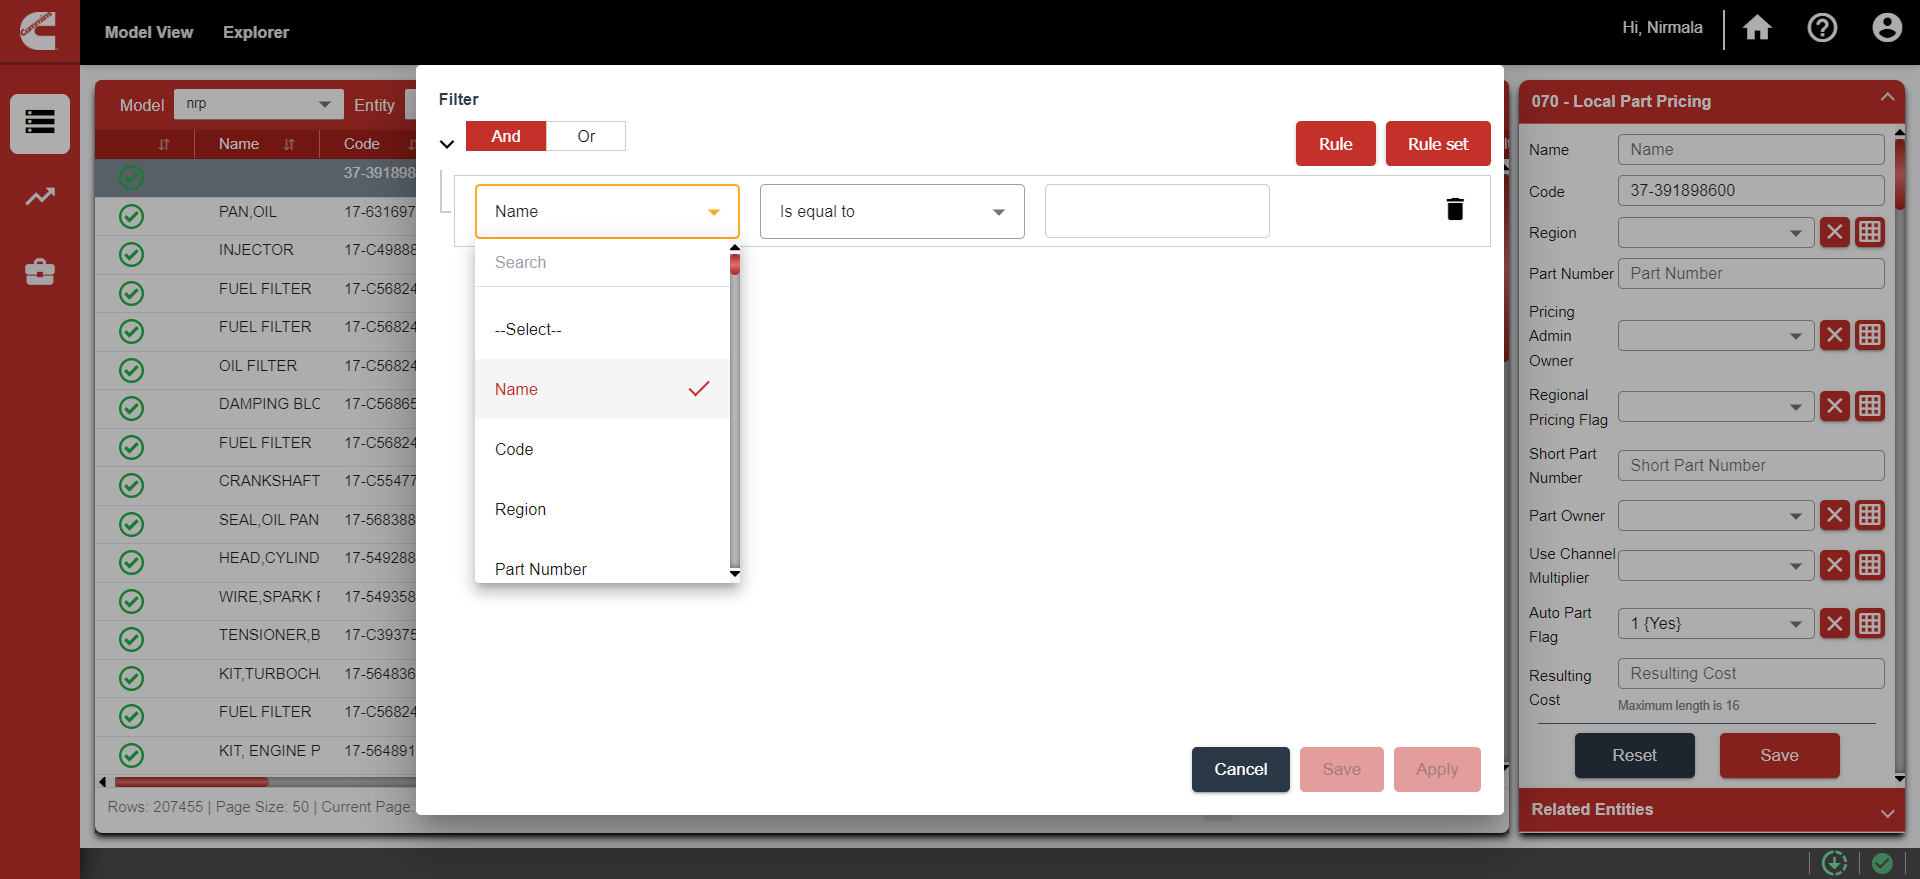 Cummins
Model View
Explorer
Hi, Nirmala
Model
nrp
Entity
Name
Code
37-391898
PAN,OIL
17-631697
INJECTOR
17-C49888
FUEL FILTER
17-C56824
FUEL FILTER
17-C56824
OIL FILTER
17-C56824
DAMPING BLC
17-C56865
FUEL FILTER
17-C56824
CRANKSHAFT
17-C55477
SEAL,OIL PAN
17-568388
HEAD,CYLIND
17-549288
WIRE,SPARK
17-549358
TENSIONER,B
17-C39375
KIT,TURBOCH
17-564836
FUEL FILTER
17-C56824
KIT, ENGINE P
17-564891
Rows: 207455 | Page Size: 50 | Current Page:
Filter
And
Or
Rule
Rule set
Name
Is equal to
Search
--Select--
Name
Code
Region
Part Number
Cancel
Save
Apply
070 - Local Part Pricing
Name
Name
Code
37-391898600
Region
Part Number
Part Number
Pricing
Admin
Owner
Regional
Pricing Flag
Short Part
Number
Short Part Number
Part Owner
Use Channel
Multiplier
Auto Part
Flag
1 {Yes}
Resulting
Cost
Resulting Cost
Maximum length is 16
Reset
Save
Related Entities